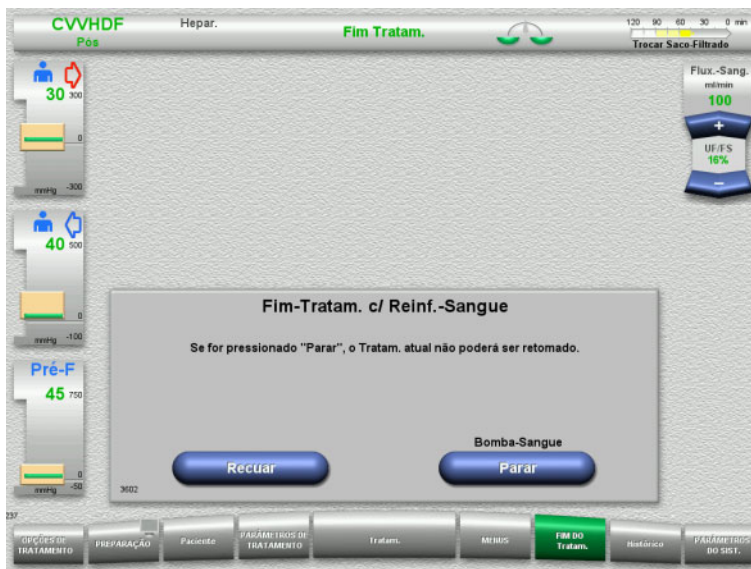 CVVHDF
Pós
Hepar.
Fim Tratam.
120 90 60 30 0 min
Trocar Saco-Filtrado
30 300
0
mmHg -300
40 500
0
mmHg -100
Pré-F
45 750
0
mmHg -50
Flux.-Sang.
ml/min
100
+
UF/FS
16%
−
Fim-Tratam. c/ Reinf.-Sangue
Se for pressionado "Parar", o Tratam. atual não poderá ser retomado.
Bomba-Sangue
Recuar
Parar
3602
237
OPÇÕES DE TRATAMENTO
PREPARAÇÃO
Paciente
PARÂMETROS DE TRATAMENTO
Tratam.
MENUS
FIM DO Tratam.
Histórico
PARÂMETROS DO SIST.